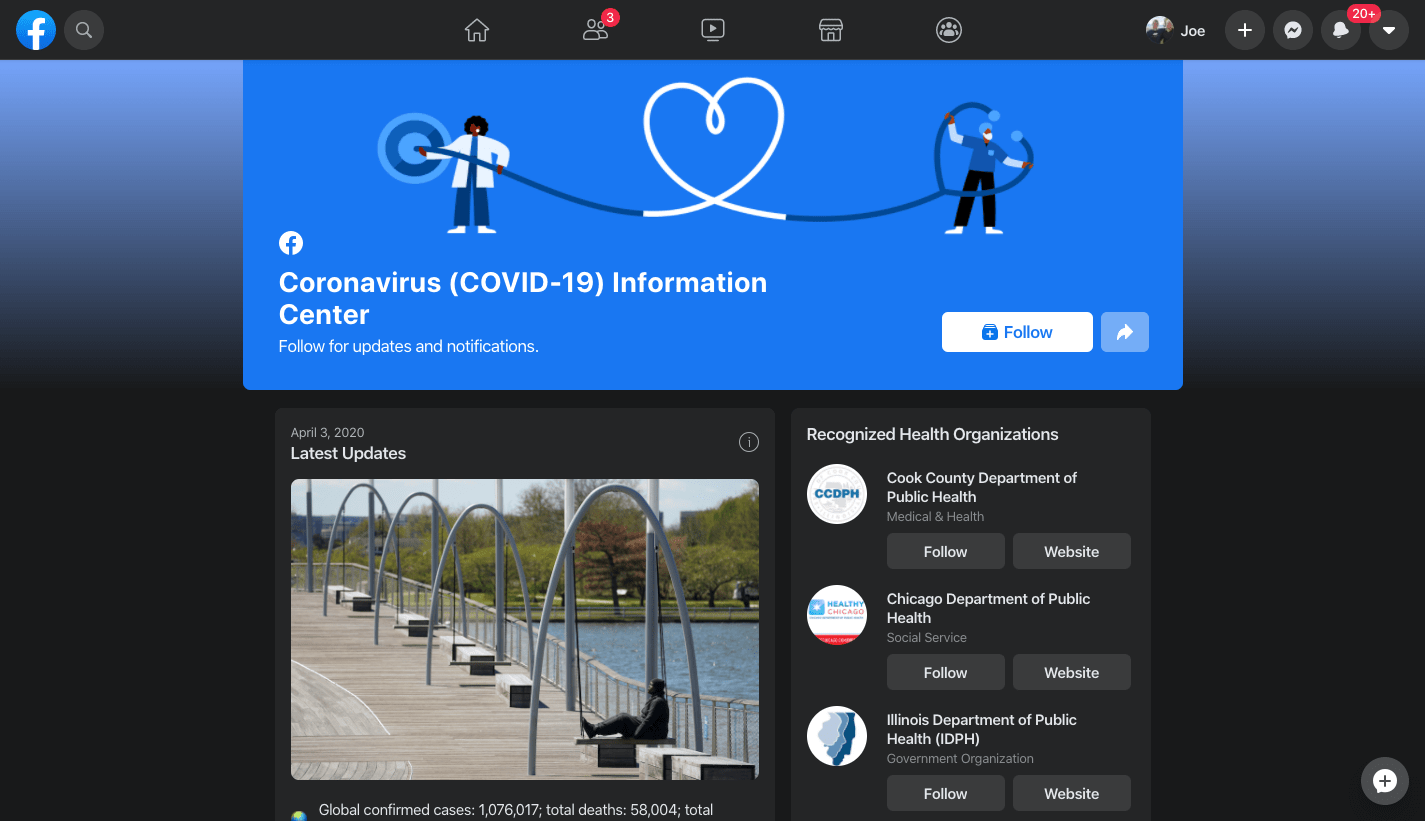 3
Joe
20+
Coronavirus (COVID-19) Information
Center
Follow for updates and notifications.
Follow
April 3, 2020
Latest Updates
Global confirmed cases: 1,076,017; total deaths: 58,004; total
Recognized Health Organizations
CCDPH
Cook County Department of
Public Health
Medical & Health
Follow Website
HEALTHY
CHICAGO
Chicago Department of Public
Health
Social Service
Follow Website
Illinois Department of Public
Health (IDPH)
Government Organization
Follow Website